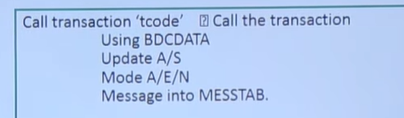 Call transaction ‘tcode’ ⍰ Call the transaction
Using BDCDATA
Update A/S
Mode A/E/N
Message into MESSTAB.